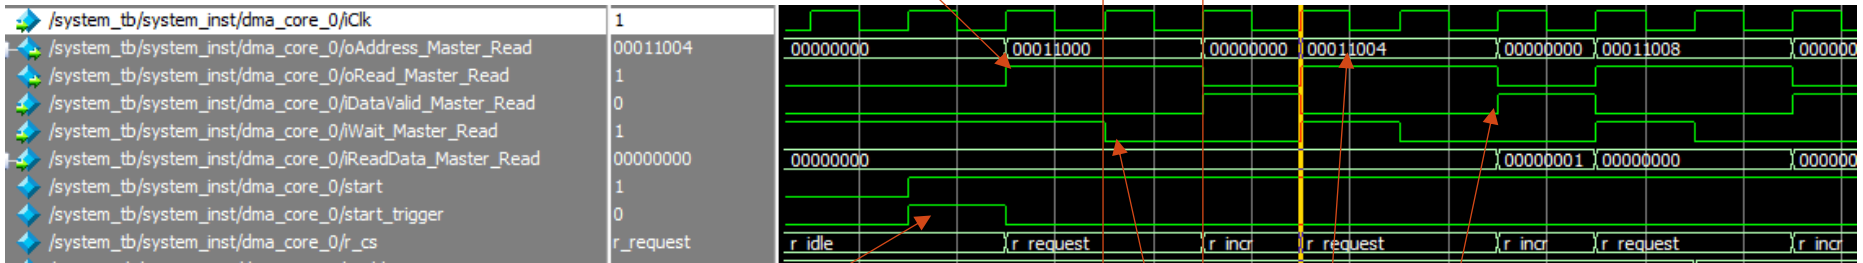 /system_tb/system_inst/dma_core_0/iClk 1
/system_tb/system_inst/dma_core_0/oAddress_Master_Read 00011004 00000000 00011000 00000000 00011004 00000000 00011008 000000
/system_tb/system_inst/dma_core_0/oRead_Master_Read 1
/system_tb/system_inst/dma_core_0/iDataValid_Master_Read 0
/system_tb/system_inst/dma_core_0/iWait_Master_Read 1
/system_tb/system_inst/dma_core_0/iReadData_Master_Read 00000000 00000000 00000001 00000000 000000
/system_tb/system_inst/dma_core_0/start 1
/system_tb/system_inst/dma_core_0/start_trigger 0
/system_tb/system_inst/dma_core_0/r_cs r_request r_idle r_request r_incr r_request r_incr r_request r_incr